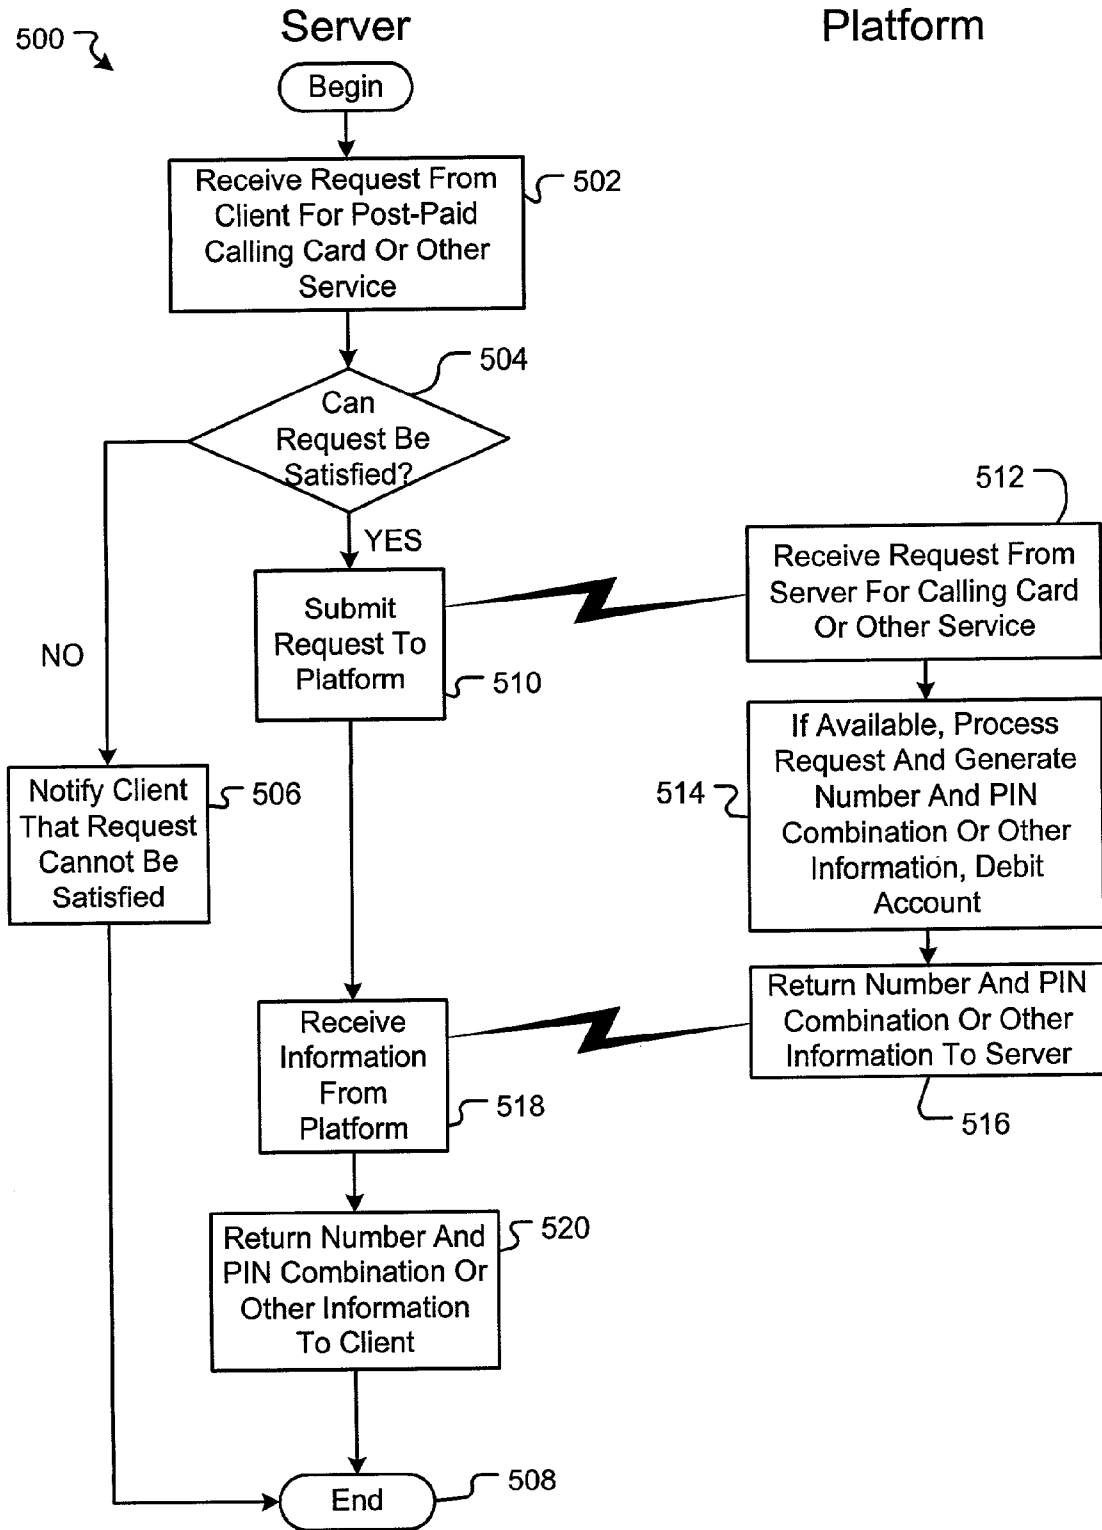 500
Server
Platform
Begin
Receive Request From
Client For Post-Paid
Calling Card Or Other
Service
502
504
Can
Request Be
Satisfied?
YES
NO
Submit
Request To
Platform
510
512
Receive Request From
Server For Calling Card
Or Other Service
If Available, Process
Request And Generate
Number And PIN
Combination Or Other
Information, Debit
Account
514
Notify Client
That Request
Cannot Be
Satisfied
506
Return Number And PIN
Combination Or Other
Information To Server
516
Receive
Information
From
Platform
518
Return Number And
PIN Combination Or
Other Information
To Client
520
End
508